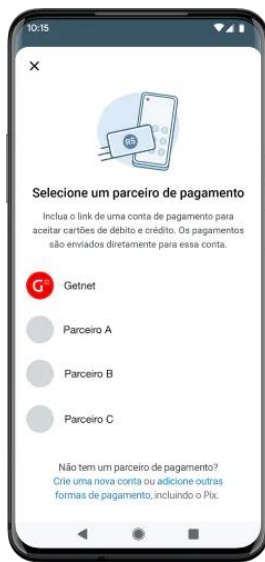 10:15
R$
Selecione um parceiro de pagamento
Inclua o link de uma conta de pagamento para
aceitar cartões de débito e crédito. Os pagamentos
são enviados diretamente para essa conta.
G
Getnet
Parceiro A
Parceiro B
Parceiro C
Não tem um parceiro de pagamento?
Crie uma nova conta ou adicione outras
formas de pagamento, incluindo o Pix.